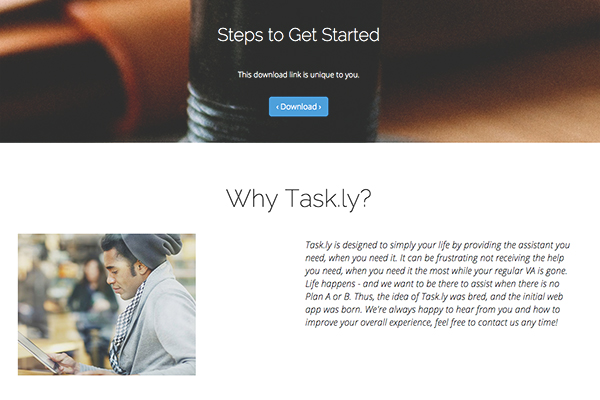 Steps to Get Started
This download link is unique to you.
‹ Download ›
Why Task.ly?
Task.ly is designed to simply your life by providing the assistant you
need, when you need it. It can be frustrating not receiving the help
you need, when you need it the most while your regular VA is gone.
Life happens - and we want to be there to assist when there is no
Plan A or B. Thus, the idea of Task.ly was bred, and the initial web
app was born. We're always happy to hear from you and how to
improve your overall experience, feel free to contact us any time!